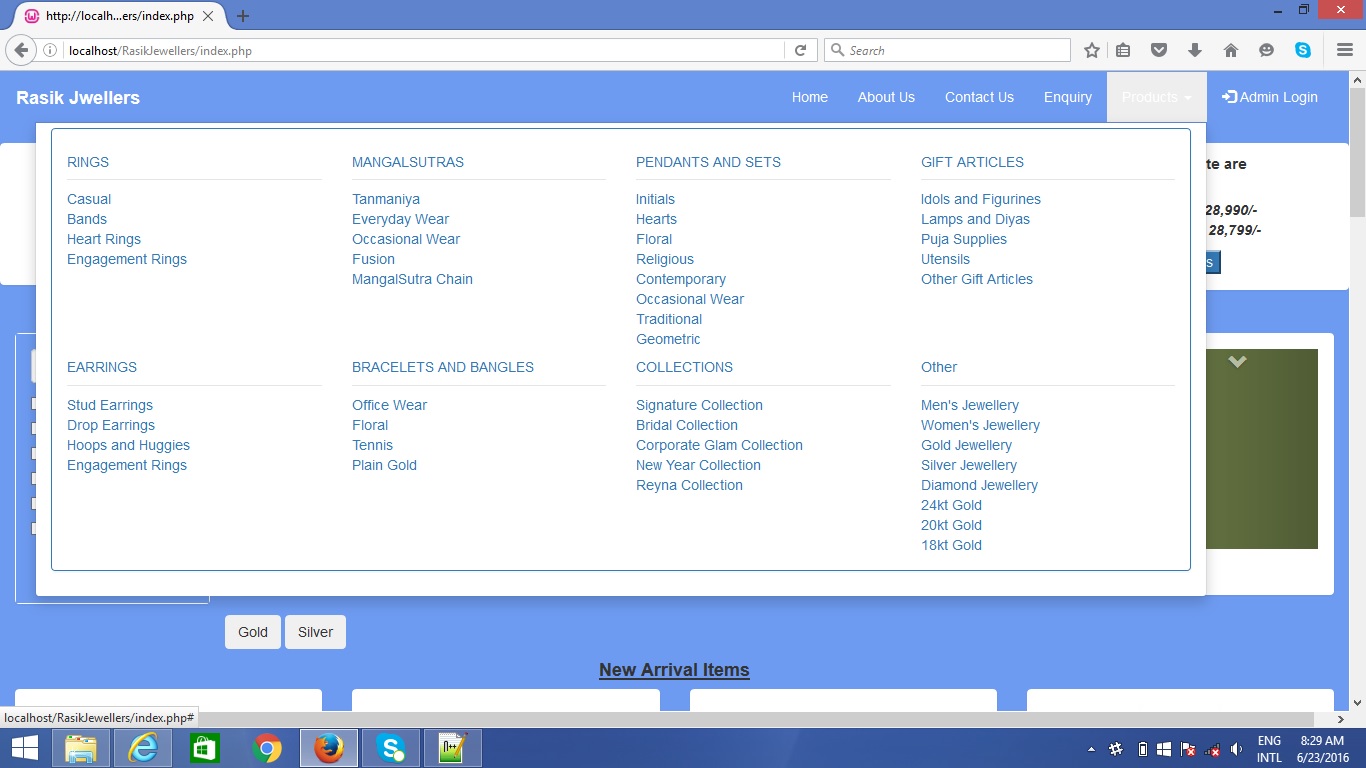 http://localh...ers/index.php
localhost/RasikJewellers/index.php
Search
Rasik Jwellers
Home
About Us
Contact Us
Enquiry
Products
Admin Login
te are
28,990/-
28,799/-
s
RINGS
Casual
Bands
Heart Rings
Engagement Rings
MANGALSUTRAS
Tanmaniya
Everyday Wear
Occasional Wear
Fusion
MangalSutra Chain
PENDANTS AND SETS
Initials
Hearts
Floral
Religious
Contemporary
Occasional Wear
Traditional
Geometric
GIFT ARTICLES
Idols and Figurines
Lamps and Diyas
Puja Supplies
Utensils
Other Gift Articles
EARRINGS
Stud Earrings
Drop Earrings
Hoops and Huggies
Engagement Rings
BRACELETS AND BANGLES
Office Wear
Floral
Tennis
Plain Gold
COLLECTIONS
Signature Collection
Bridal Collection
Corporate Glam Collection
New Year Collection
Reyna Collection
Other
Men's Jewellery
Women's Jewellery
Gold Jewellery
Silver Jewellery
Diamond Jewellery
24kt Gold
20kt Gold
18kt Gold
Gold
Silver
New Arrival Items
localhost/RasikJewellers/index.php#
ENG
INTL
8:29 AM
6/23/2016